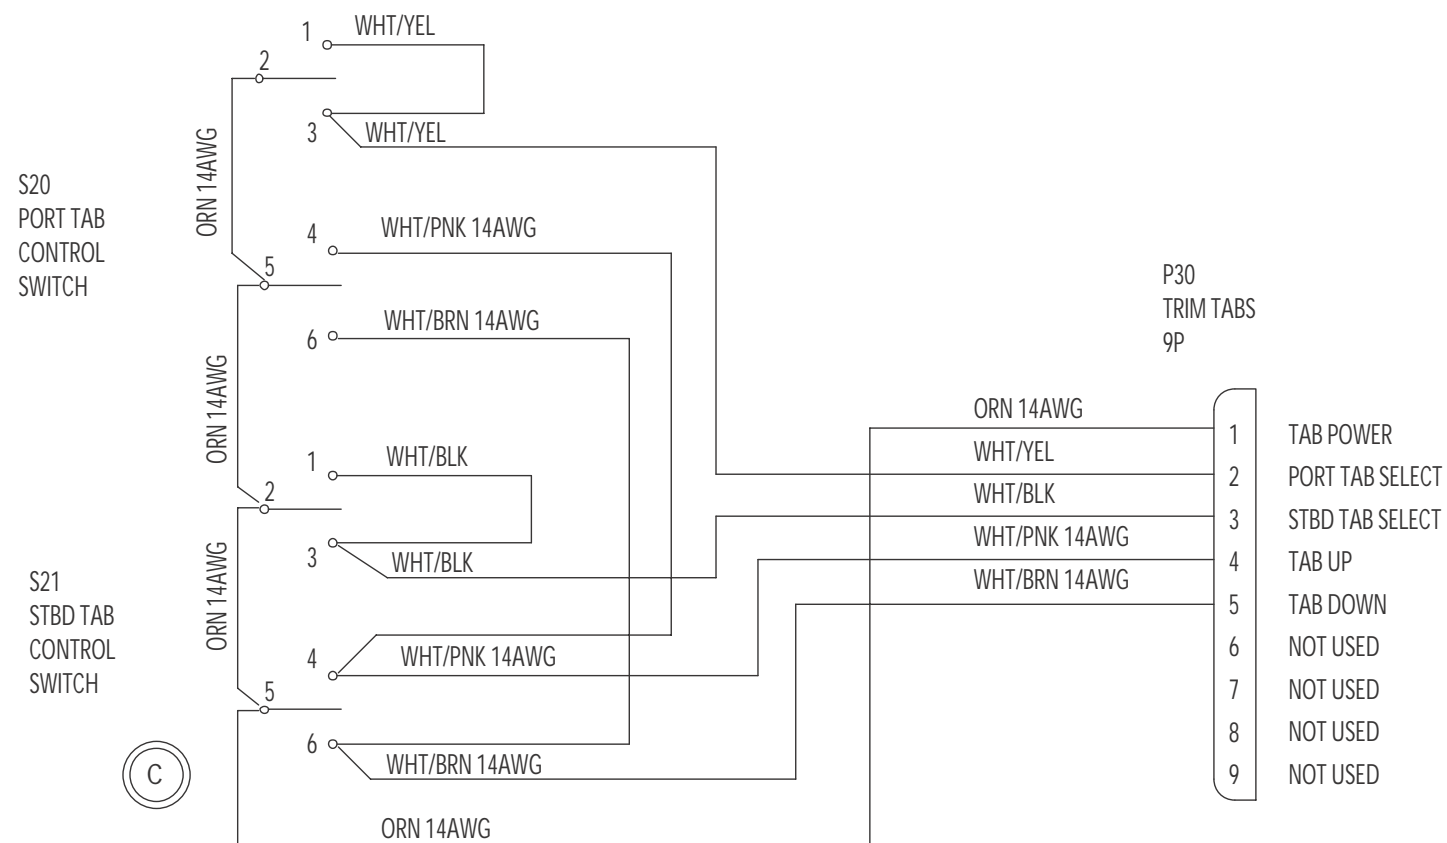 1
WHT/YEL
2
3
WHT/YEL
ORN 14AWG
S20
PORT TAB
CONTROL
SWITCH
4
WHT/PNK 14AWG
5
6
WHT/BRN 14AWG
ORN 14AWG
1
WHT/BLK
2
3
WHT/BLK
ORN 14AWG
S21
STBD TAB
CONTROL
SWITCH
4
WHT/PNK 14AWG
5
6
WHT/BRN 14AWG
C
ORN 14AWG
P30
TRIM TABS
9P
ORN 14AWG
1 TAB POWER
WHT/YEL
2 PORT TAB SELECT
WHT/BLK
3 STBD TAB SELECT
WHT/PNK 14AWG
4 TAB UP
WHT/BRN 14AWG
5 TAB DOWN
6 NOT USED
7 NOT USED
8 NOT USED
9 NOT USED